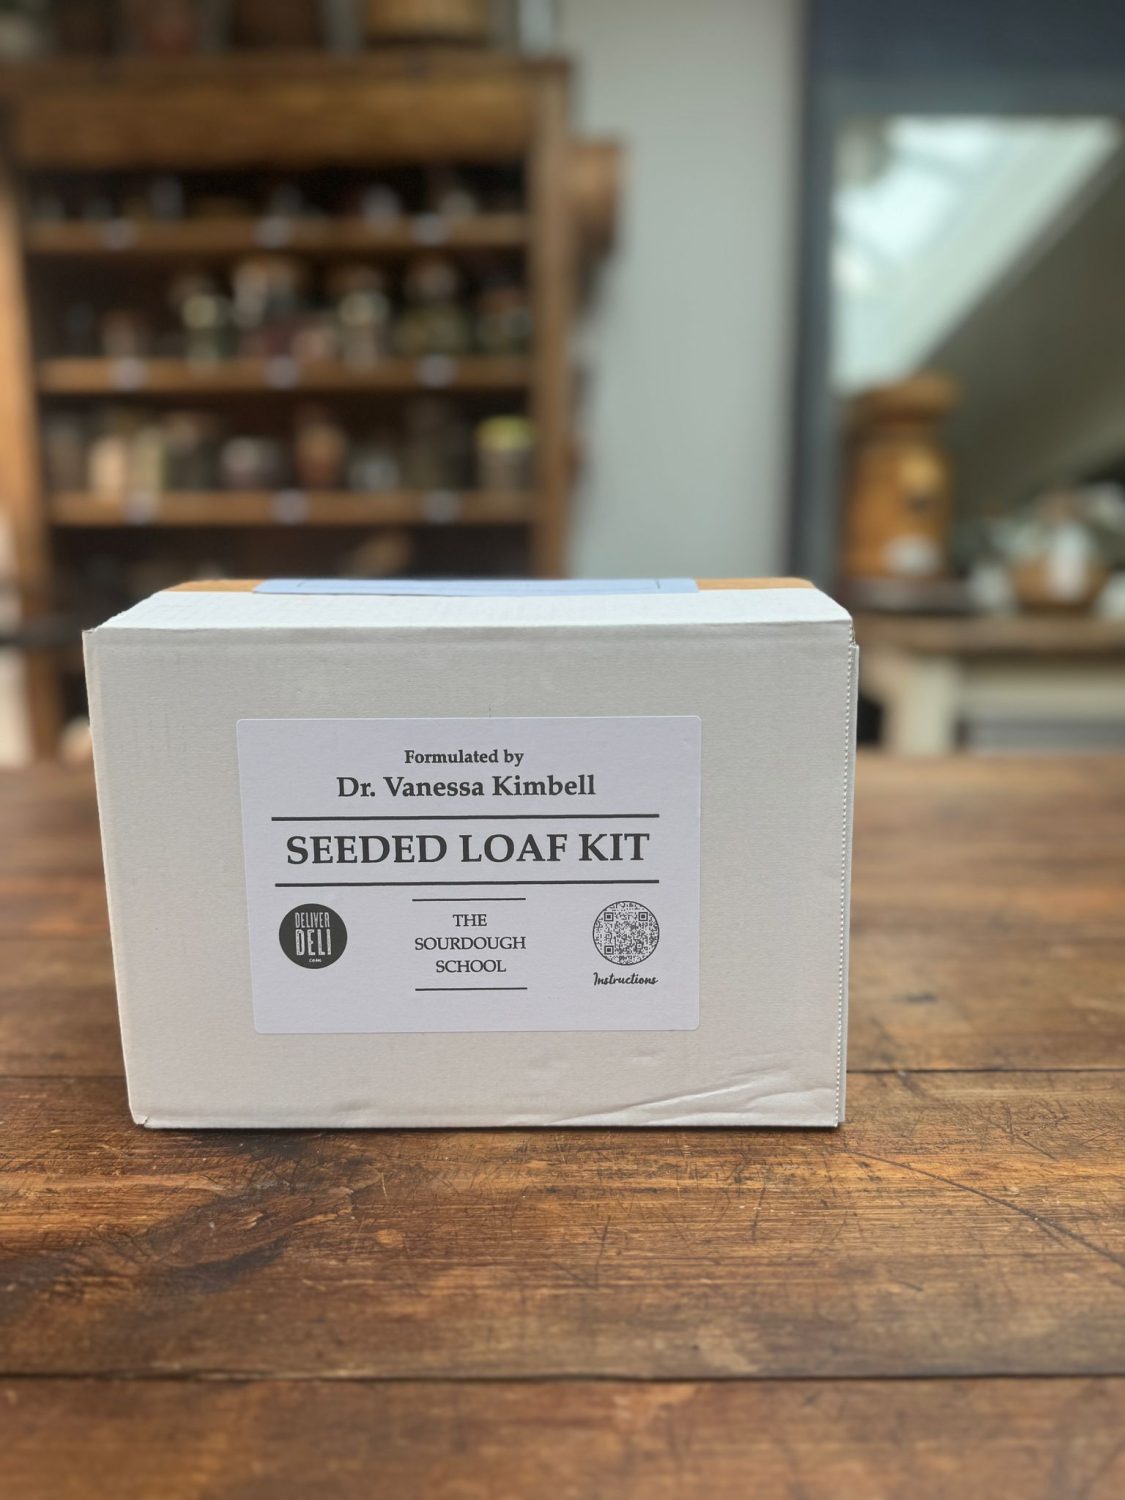 Formulated by
Dr. Vanessa Kimbell
SEEDED LOAF KIT
DELIVER
DELI
THE
SOURDOUGH
SCHOOL
Instructions